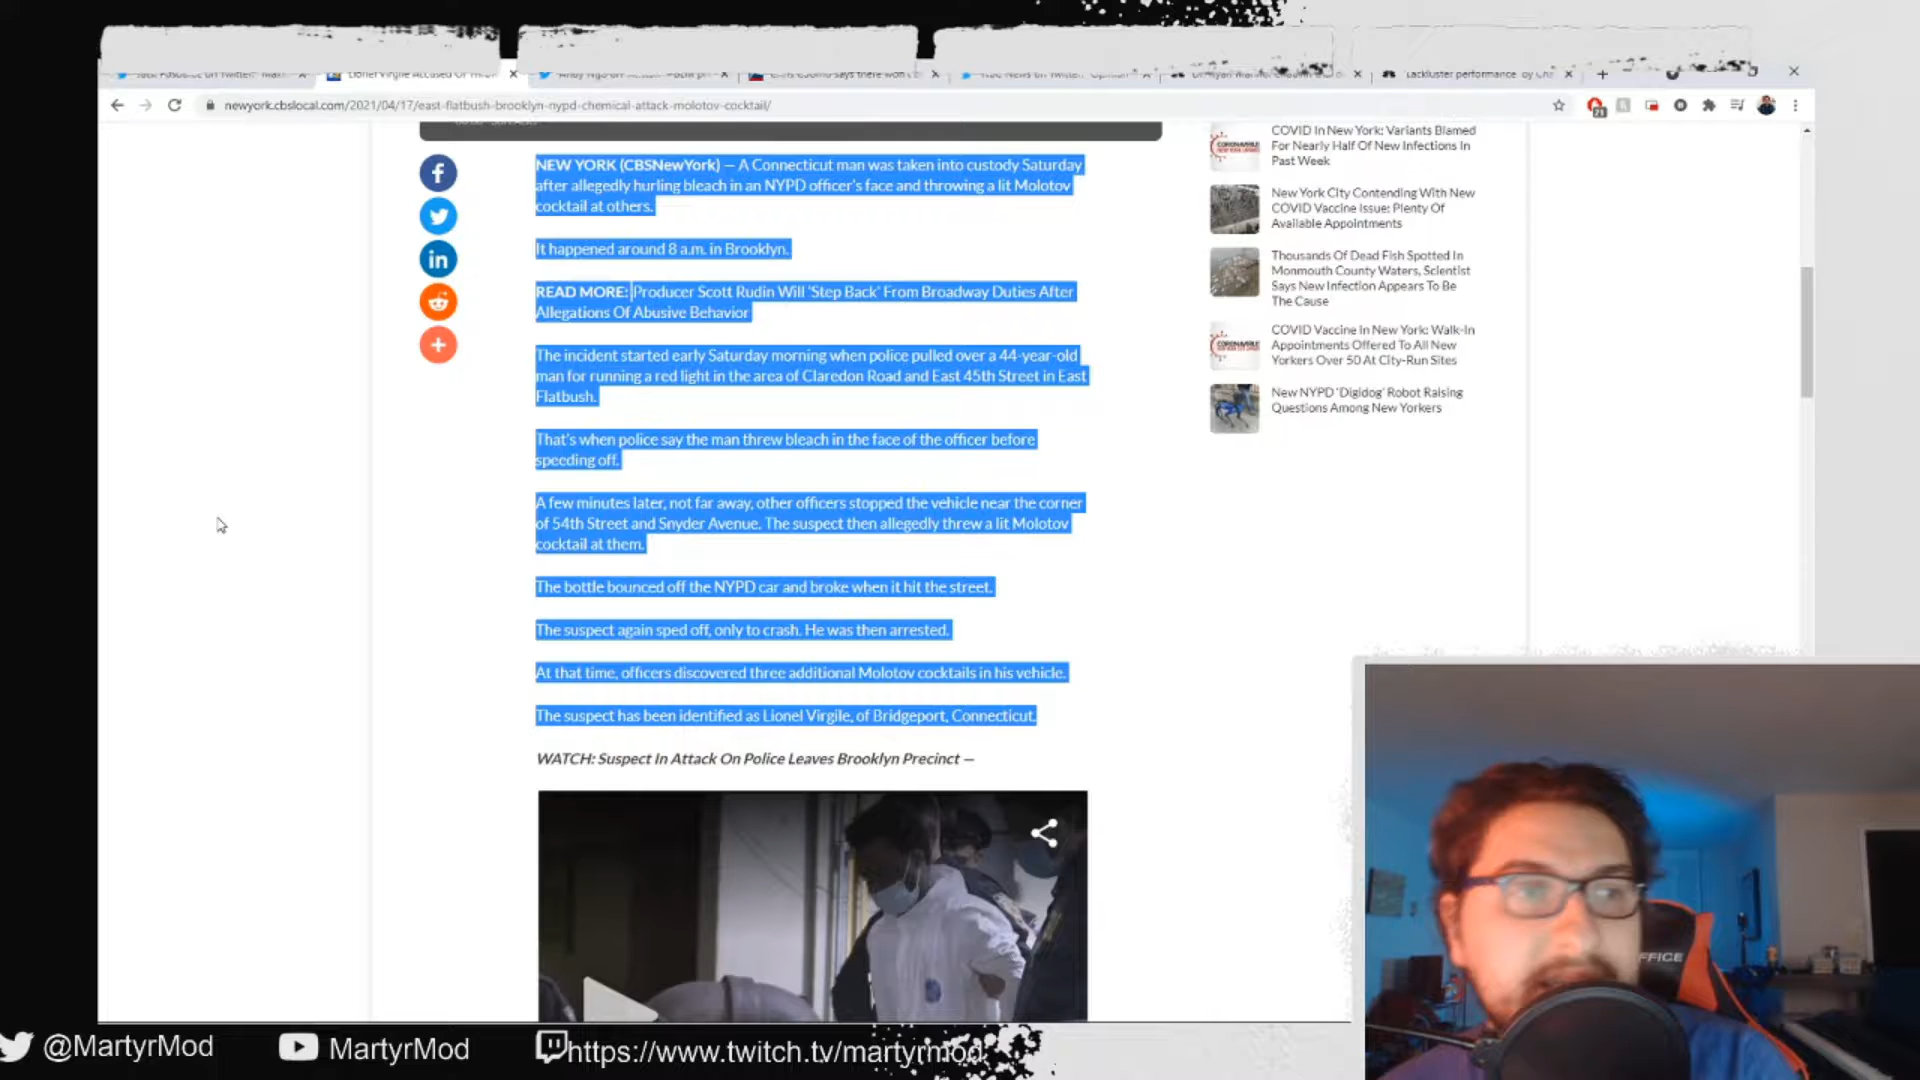 Lionel Virgile Accused Of
newyork.cbslocal.com/2021/04/17/east-flatbush-brooklyn-nypd-chemical-attack-molotov-cocktail/
21
NEW YORK (CBSNewYork) — A Connecticut man was taken into custody Saturday
after allegedly hurling bleach in an NYPD officer's face and throwing a lit Molotov
cocktail at others.
It happened around 8 a.m. in Brooklyn.
READ MORE: Producer Scott Rudin Will 'Step Back' From Broadway Duties After
Allegations Of Abusive Behavior
The incident started early Saturday morning when police pulled over a 44-year-old
man for running a red light in the area of Claredon Road and East 45th Street in East
Flatbush.
That's when police say the man threw bleach in the face of the officer before
speeding off.
A few minutes later, not far away, other officers stopped the vehicle near the corner
of 54th Street and Snyder Avenue. The suspect then allegedly threw a lit Molotov
cocktail at them.
The bottle bounced off the NYPD car and broke when it hit the street.
The suspect again sped off, only to crash. He was then arrested.
At that time, officers discovered three additional Molotov cocktails in his vehicle.
The suspect has been identified as Lionel Virgile, of Bridgeport, Connecticut.
WATCH: Suspect In Attack On Police Leaves Brooklyn Precinct —
COVID In New York: Variants Blamed
For Nearly Half Of New Infections In
Past Week
New York City Contending With New
COVID Vaccine Issue: Plenty Of
Available Appointments
Thousands Of Dead Fish Spotted In
Monmouth County Waters, Scientist
Says New Infection Appears To Be
The Cause
COVID Vaccine In New York: Walk-In
Appointments Offered To All New
Yorkers Over 50 At City-Run Sites
New NYPD 'Digidog' Robot Raising
Questions Among New Yorkers
FFICE
@MartyrMod
MartyrMod
https://www.twitch.tv/martyrmod